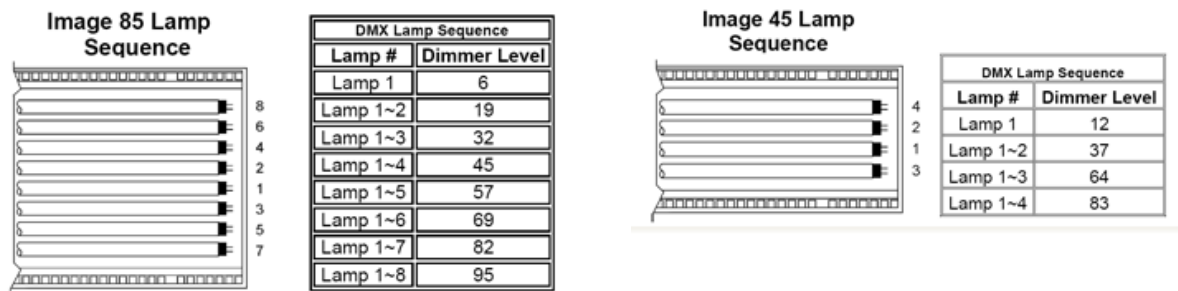 Image 85 Lamp
Sequence
8
6
4
2
1
3
5
7
DMX Lamp Sequence
Lamp # Dimmer Level
Lamp 1 6
Lamp 1~2 19
Lamp 1~3 32
Lamp 1~4 45
Lamp 1~5 57
Lamp 1~6 69
Lamp 1~7 82
Lamp 1~8 95
Image 45 Lamp
Sequence
4
2
1
3
DMX Lamp Sequence
Lamp # Dimmer Level
Lamp 1 12
Lamp 1~2 37
Lamp 1~3 64
Lamp 1~4 83